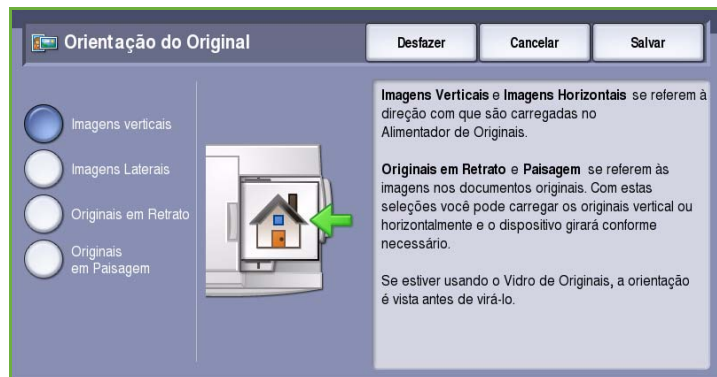 Orientação do Original
Desfazer
Cancelar
Salvar
Imagens verticais
Imagens Laterais
Originais em Retrato
Originais
em Paisagem
Imagens Verticais e Imagens Horizontais se referem à
direção com que são carregadas no
Alimentador de Originais.
Originais em Retrato e Paisagem se referem às
imagens nos documentos originais. Com estas
seleções você pode carregar os originais vertical ou
horizontalmente e o dispositivo girará conforme
necessário.
Se estiver usando o Vidro de Originais, a orientação
é vista antes de virá-lo.